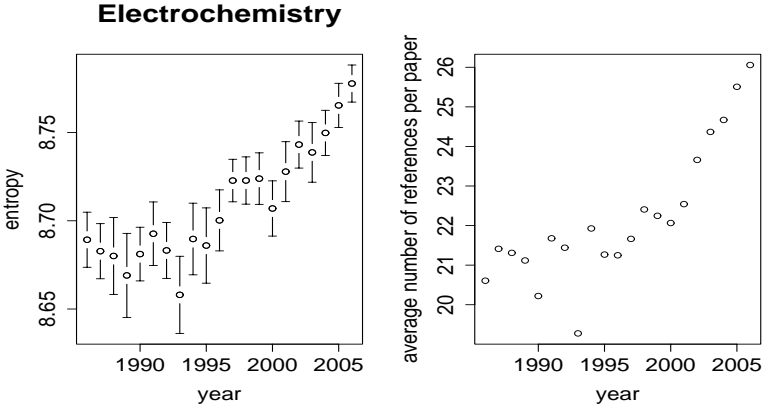 Electrochemistry
entropy
8.75
8.70
8.65
1990 1995 2000 2005
year
average number of references per paper
26
25
24
23
22
21
20
1990 1995 2000 2005
year